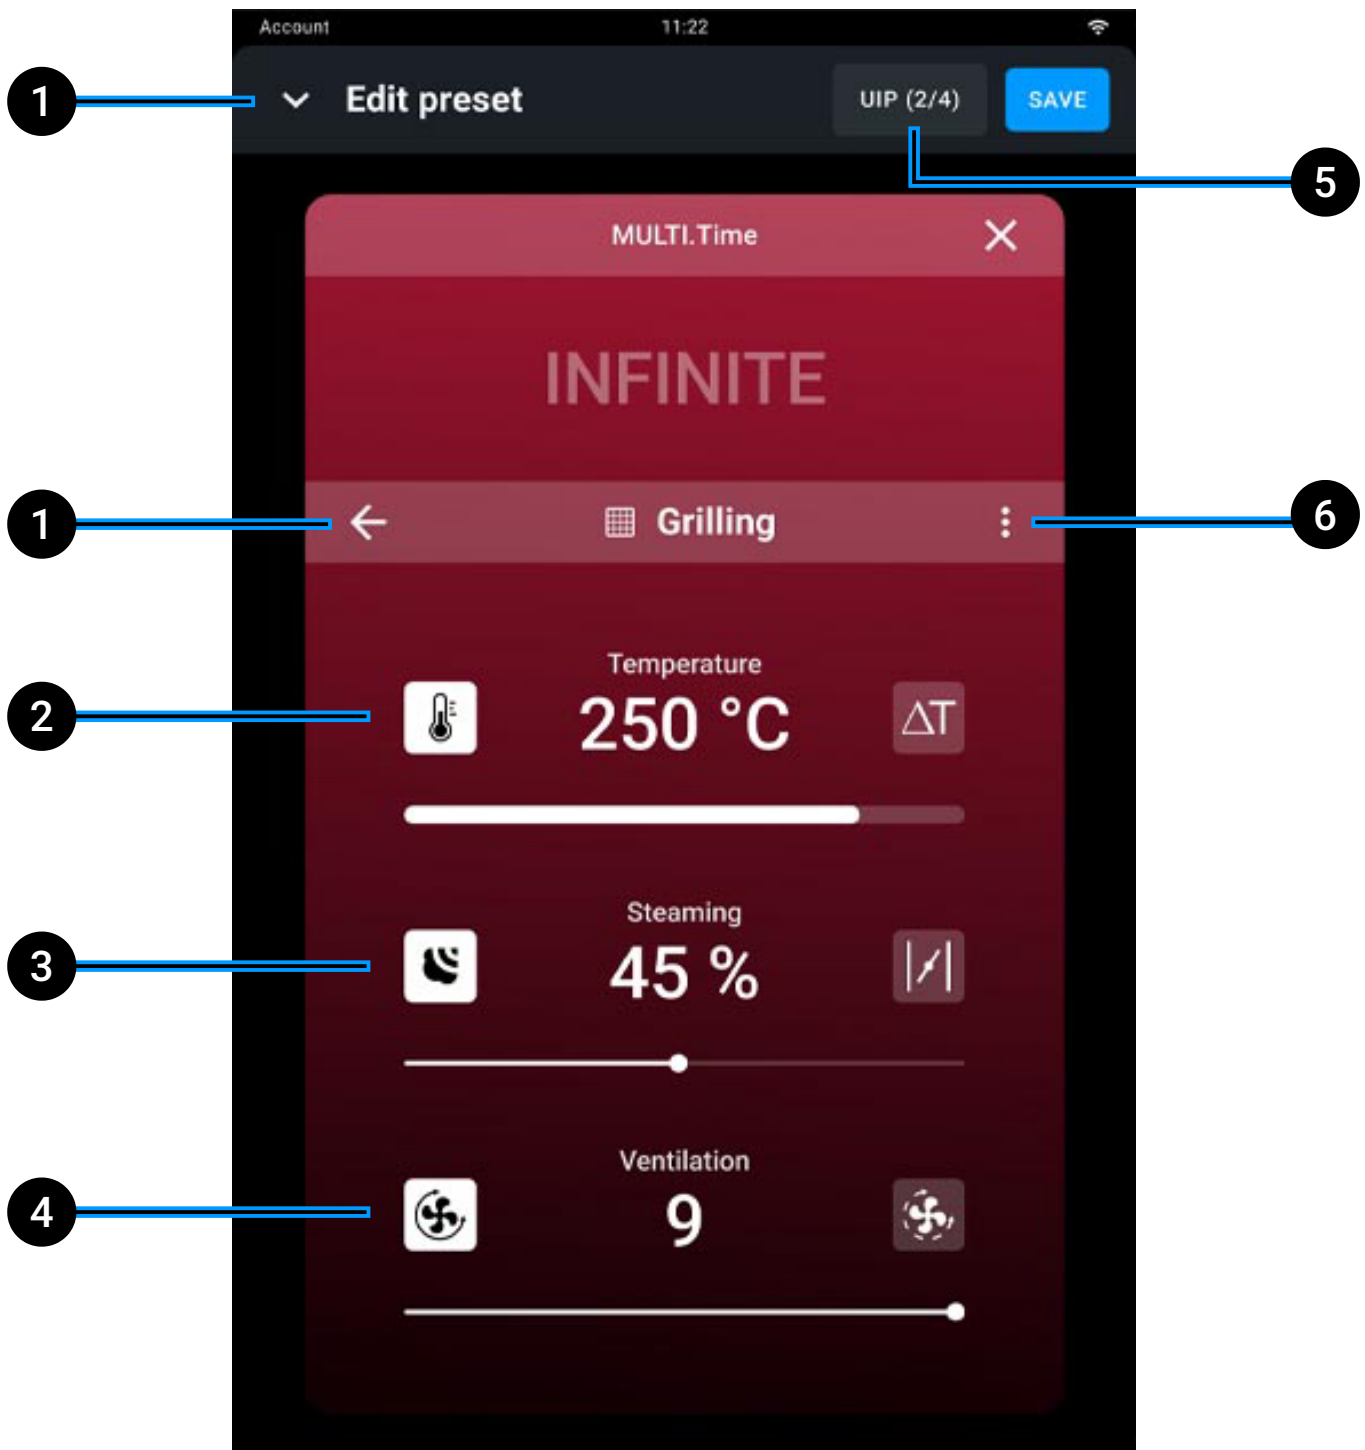 Account 11:22
1 Edit preset UIP (2/4) SAVE
5
MULTI.Time
INFINITE
1 Grilling 6
Temperature
2 250 °C ΔT
Steaming
3 45 %
Ventilation
4 9